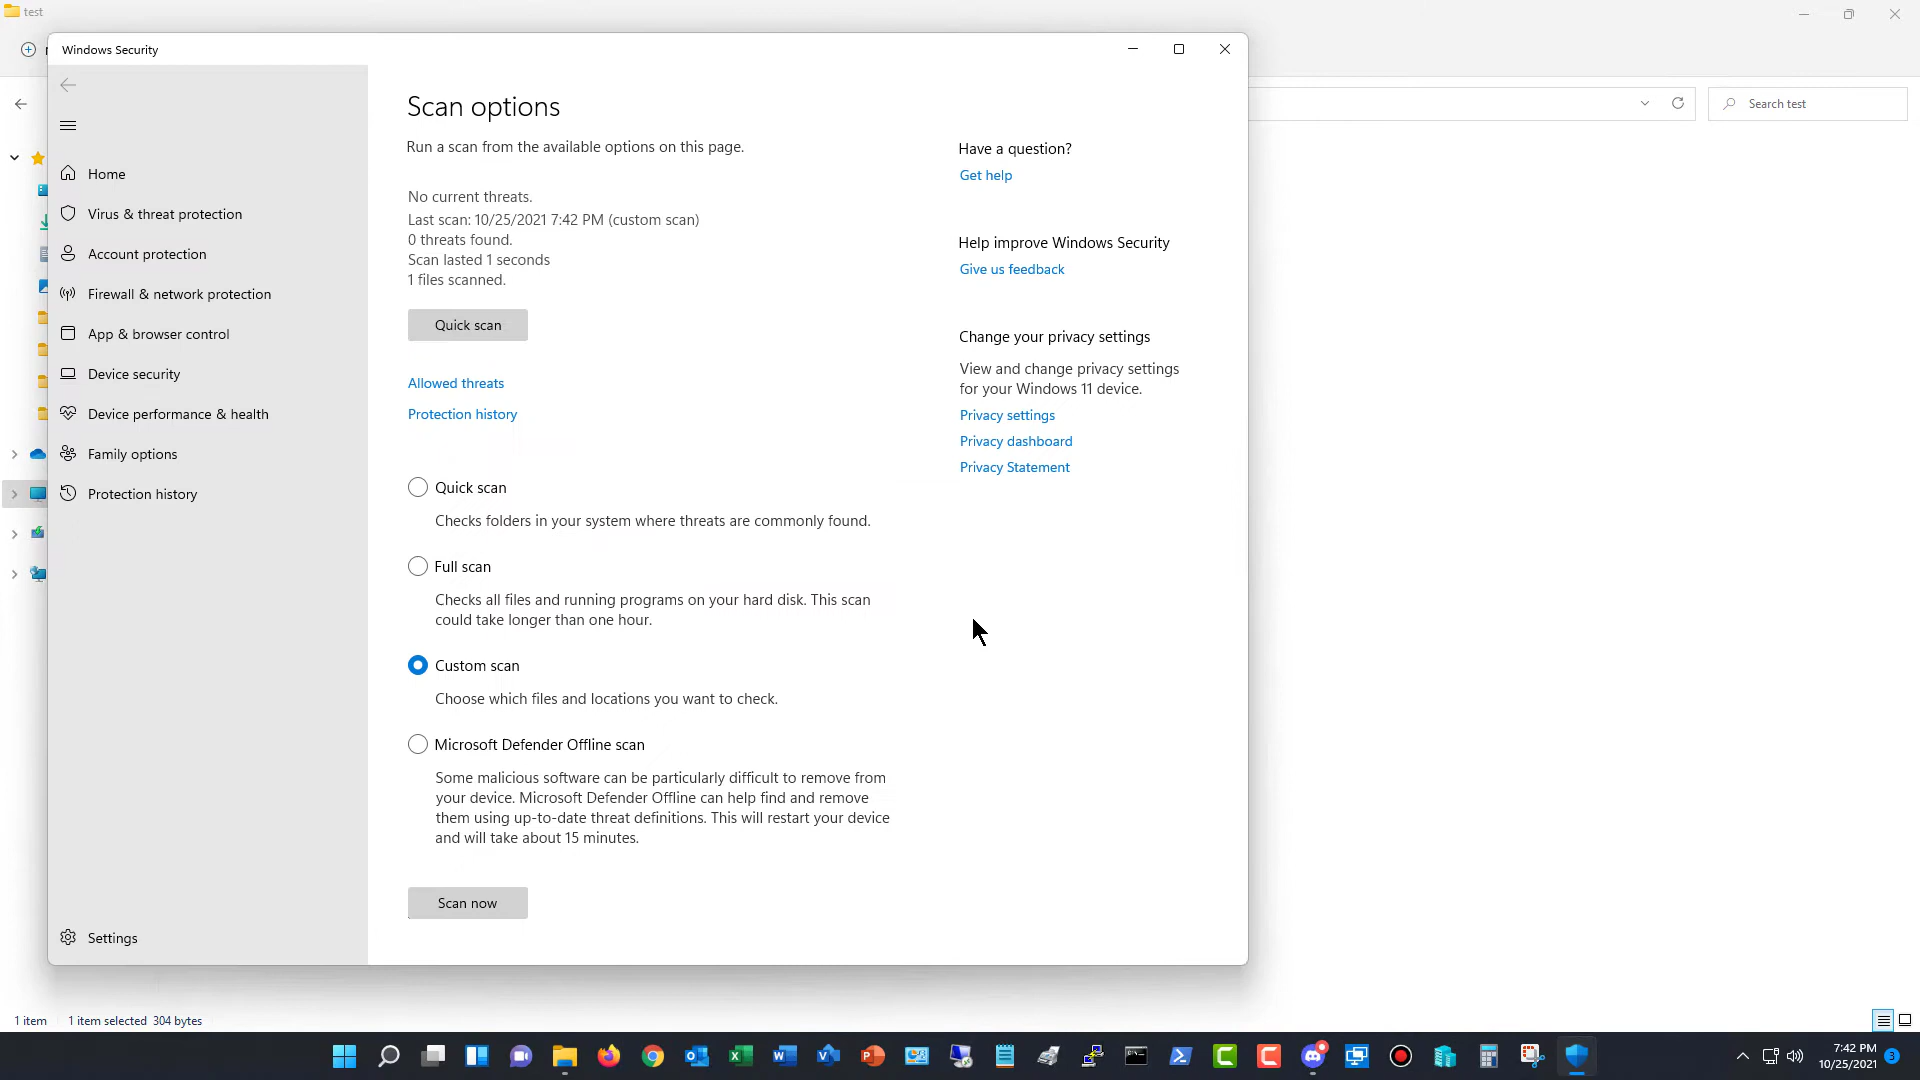 test
Windows Security
Search test
Home
Virus & threat protection
Account protection
Firewall & network protection
App & browser control
Device security
Device performance & health
Family options
Protection history
Settings
Scan options
Run a scan from the available options on this page.
No current threats.
Last scan: 10/25/2021 7:42 PM (custom scan)
0 threats found.
Scan lasted 1 seconds
1 files scanned.
Quick scan
Allowed threats
Protection history
Quick scan
Checks folders in your system where threats are commonly found.
Full scan
Checks all files and running programs on your hard disk. This scan
could take longer than one hour.
Custom scan
Choose which files and locations you want to check.
Microsoft Defender Offline scan
Some malicious software can be particularly difficult to remove from
your device. Microsoft Defender Offline can help find and remove
them using up-to-date threat definitions. This will restart your device
and will take about 15 minutes.
Scan now
Have a question?
Get help
Help improve Windows Security
Give us feedback
Change your privacy settings
View and change privacy settings
for your Windows 11 device.
Privacy settings
Privacy dashboard
Privacy Statement
1 item
1 item selected 304 bytes
7:42 PM
10/25/2021
3